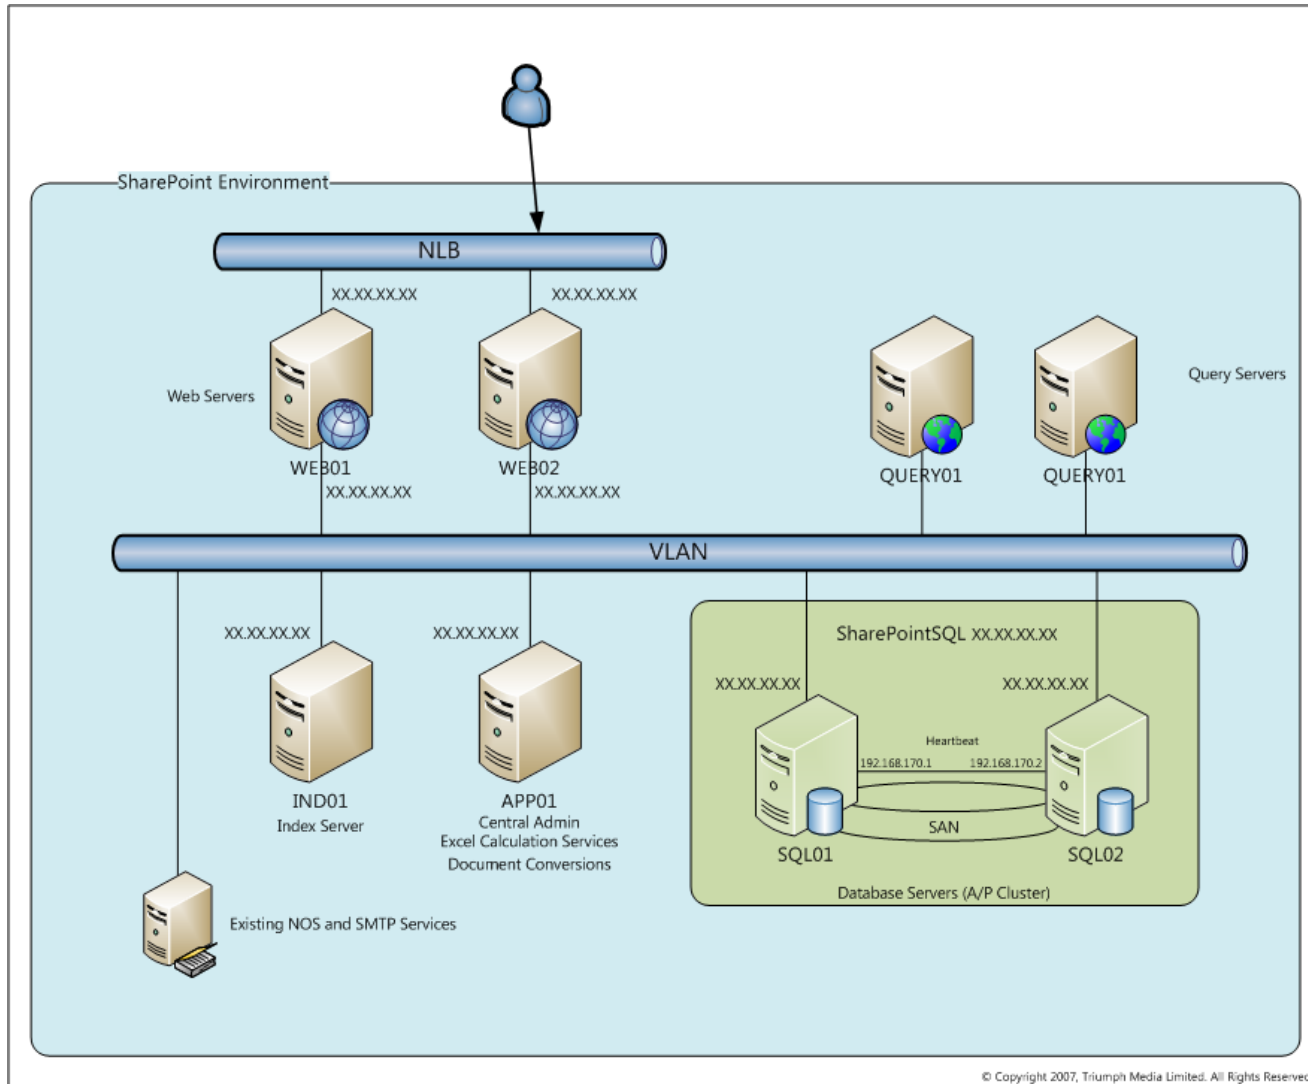 SharePoint Environment
NLB
XX.XX.XX.XX
XX.XX.XX.XX
Web Servers
WEB01
WEB02
XX.XX.XX.XX
XX.XX.XX.XX
Query Servers
QUERY01
QUERY01
VLAN
XX.XX.XX.XX
XX.XX.XX.XX
IND01
Index Server
APP01
Central Admin
Excel Calculation Services
Document Conversions
SharePointSQL XX.XX.XX.XX
XX.XX.XX.XX
XX.XX.XX.XX
Heartbeat
192.168.170.1
192.168.170.2
SAN
SQL01
SQL02
Database Servers (A/P Cluster)
Existing NOS and SMTP Services
© Copyright 2007, Triumph Media Limited. All Rights Reserved